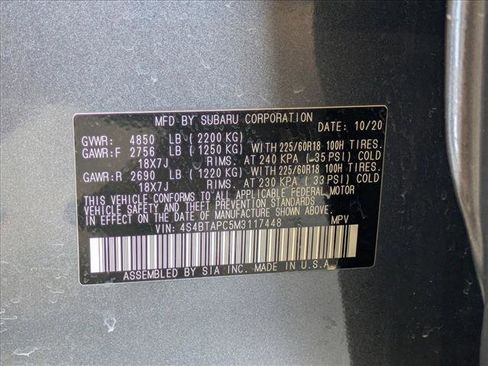 MFD BY SUBARU CORPORATION DATE: 10/20
GVWR: 4850 LB (2200 KG)
GAWR:F 2756 LB (1250 KG) WITH 225/60R18 100H TIRES.
18X7J RIMS. AT 240 KPA ( 35 PSI) COLD
GAWR:R 2690 LB (1220 KG) WITH 225/60R18 100H TIRES.
18X7J RIMS. AT 230 KPA ( 33 PSI) COLD
THIS VEHICLE CONFORMS TO ALL APPLICABLE FEDERAL MOTOR
VEHICLE SAFETY AND THEFT PREVENTION STANDARDS
IN EFFECT ON THE DATE OF MANUFACTURE SHOWN ABOVE.
VIN: 4S4BTAPC5M3117448 MPV
ASSEMBLED BY SIA INC. MADE IN U.S.A.